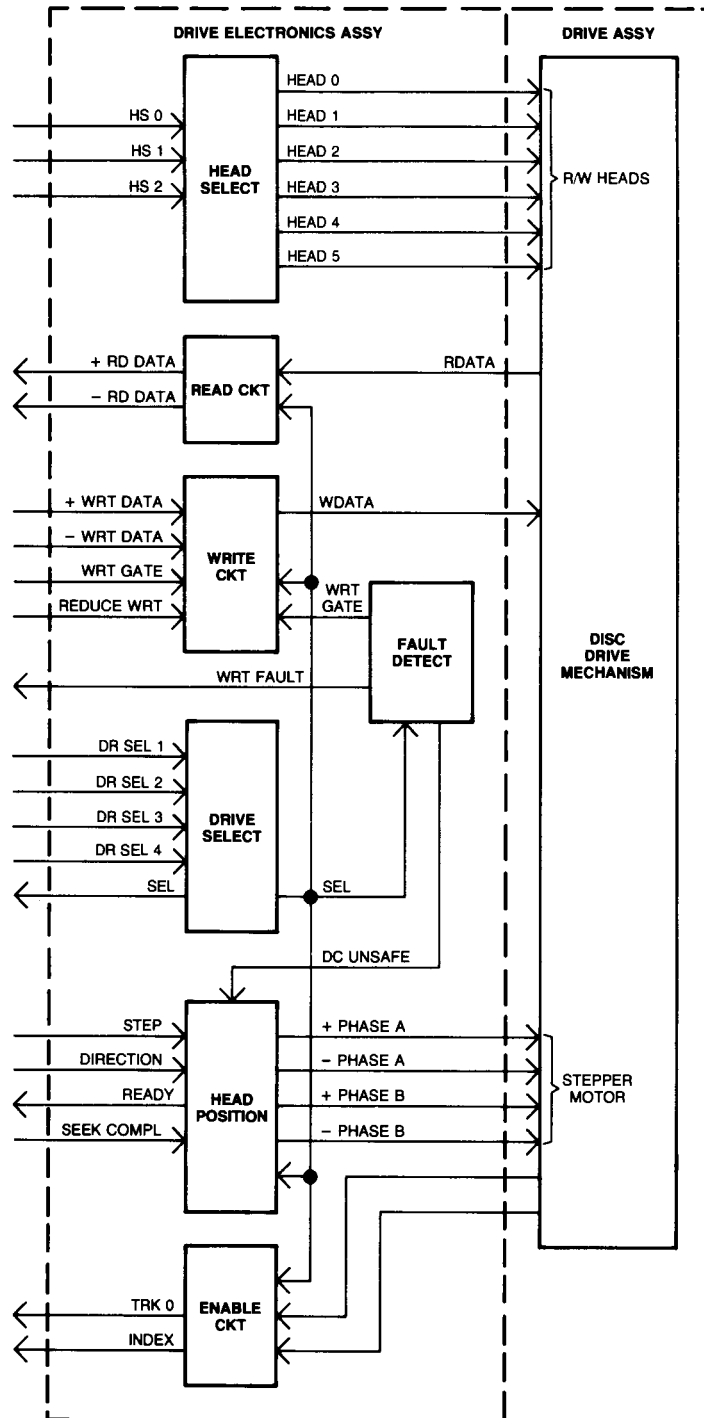 DRIVE ELECTRONICS ASSY
DRIVE ASSY
HS 0
HS 1
HS 2
HEAD
SELECT
HEAD 0
HEAD 1
HEAD 2
HEAD 3
HEAD 4
HEAD 5
R/W HEADS
+ RD DATA
− RD DATA
READ CKT
RDATA
+ WRT DATA
− WRT DATA
WRT GATE
REDUCE WRT
WRITE
CKT
WDATA
WRT
GATE
FAULT
DETECT
WRT FAULT
DISC
DRIVE
MECHANISM
DR SEL 1
DR SEL 2
DR SEL 3
DR SEL 4
SEL
DRIVE
SELECT
SEL
DC UNSAFE
STEP
DIRECTION
READY
SEEK COMPL
HEAD
POSITION
+ PHASE A
− PHASE A
+ PHASE B
− PHASE B
STEPPER
MOTOR
TRK 0
INDEX
ENABLE
CKT